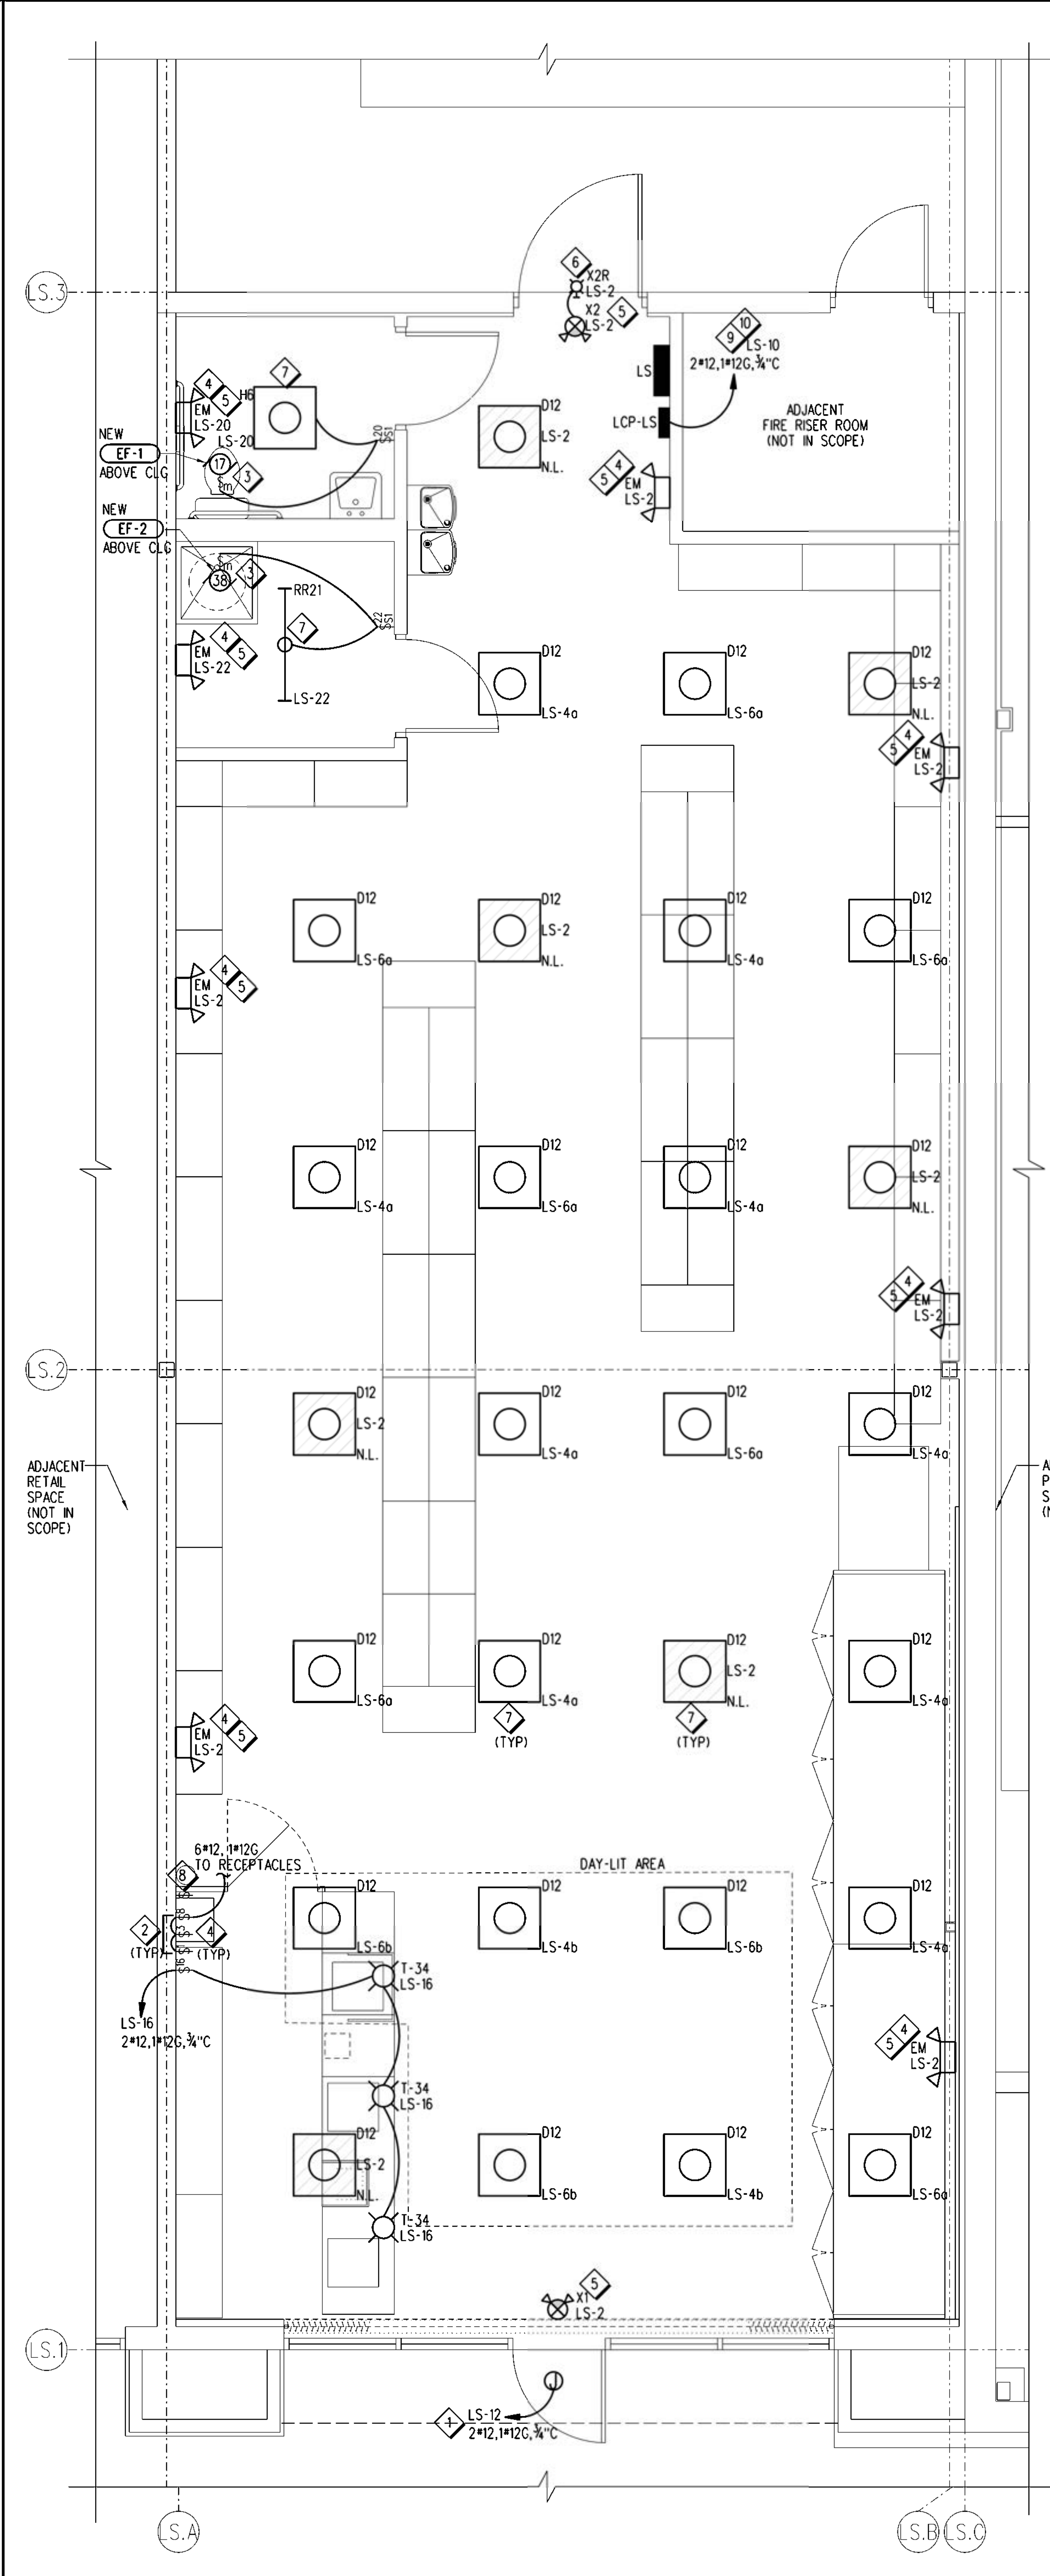 6
X2R
LS-2
LS.3
X2
5
LS-2
10
9
LS-10
2#12,1#12G,¾"C
LS
7
4
5
H6
EM
LS-20
D12
LS-2
N.L.
LCP-LS
ADJACENT
FIRE RISER ROOM
(NOT IN SCOPE)
S20
SS1
NEW
EF-1
ABOVE CLG
LS-20
17
3
Sm
4
5
EM
LS-2
NEW
EF-2
ABOVE CLG
Sm
3
38
RR21
S22
SS1
7
4
5
EM
LS-22
LS-22
D12
LS-4a
D12
LS-6a
D12
LS-2
N.L.
4
5
EM
LS-2
D12
LS-6a
D12
LS-2
N.L.
D12
LS-4a
D12
LS-6a
4
5
EM
LS-2
D12
LS-4a
D12
LS-6a
D12
LS-4a
D12
LS-2
N.L.
4
5
EM
LS-2
LS.2
D12
LS-2
N.L.
D12
LS-4a
D12
LS-6a
D12
LS-4a
ADJACENT
RETAIL
SPACE
(NOT IN
SCOPE)
A
P
S
(N
D12
LS-6a
D12
LS-4a
7
(TYP)
D12
LS-2
N.L.
7
(TYP)
D12
LS-4a
4
5
EM
LS-2
6#12, 1#12G
TO RECEPTACLES
8
DAY-LIT AREA
D12
LS-6b
D12
LS-4b
D12
LS-6b
D12
LS-4a
S8
S3
2
(TYP)
4
(TYP)
S16
T-34
LS-16
LS-16
2#12,1#12G,¾"C
4
5
EM
LS-2
T-34
LS-16
D12
LS-2
N.L.
D12
LS-6b
D12
LS-4b
D12
LS-6a
T-34
LS-16
5
X1
LS-2
LS.1
J
1
LS-12
2#12,1#12G,¾"C
LS.A
LS.B
LS.C